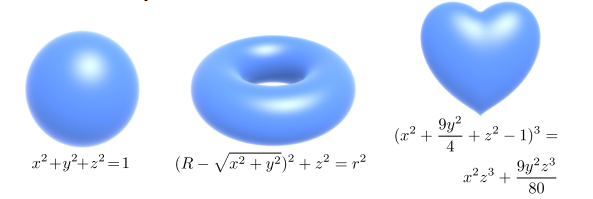 x²+y²+z²=1
(R − √(x² + y²))² + z² = r²
(x² + 9y²/4 + z² − 1)³ =
x²z³ + 9y²z³/80